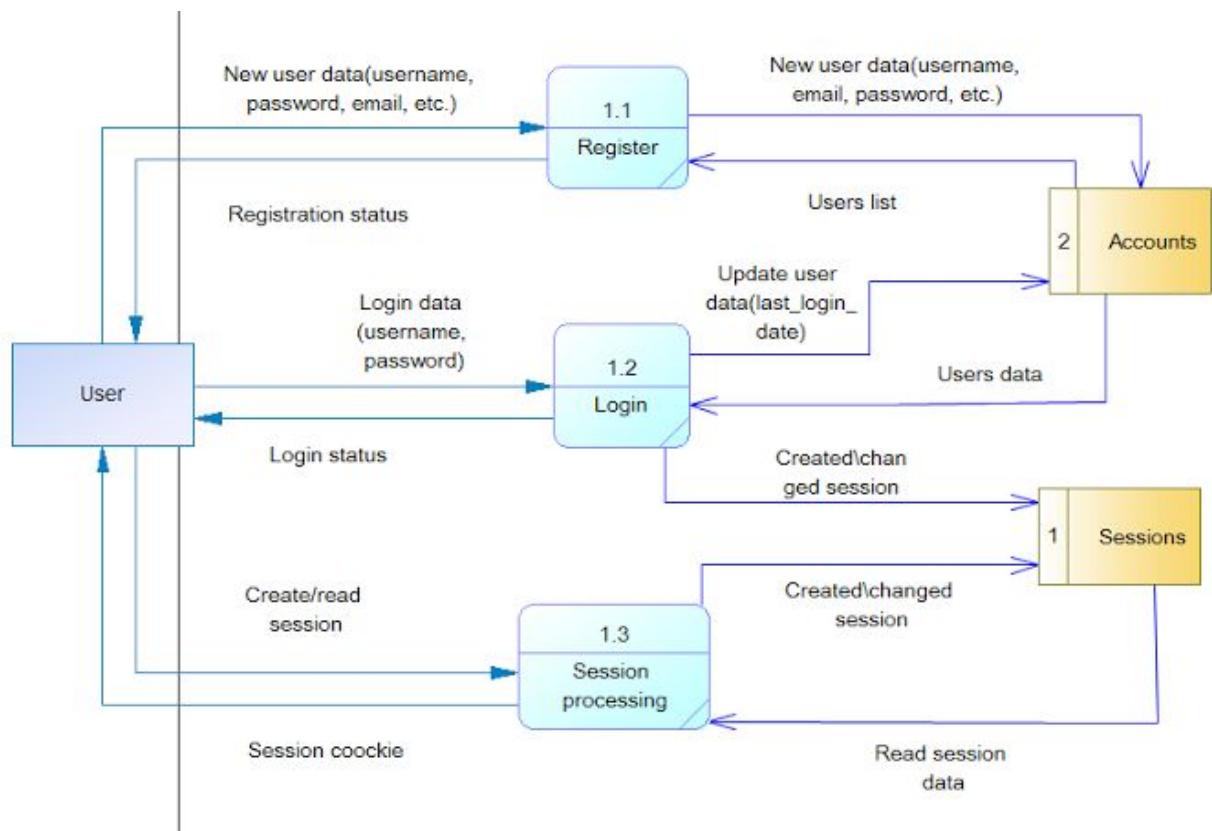 New user data(username,
password, email, etc.)
1.1
Register
New user data(username,
email, password, etc.)
Registration status
Users list
2
Accounts
Login data
(username,
password)
Update user
data(last_login_
date)
User
1.2
Login
Users data
Login status
Created\chan
ged session
1
Sessions
Create/read
session
Created\changed
session
1.3
Session
processing
Session coockie
Read session
data